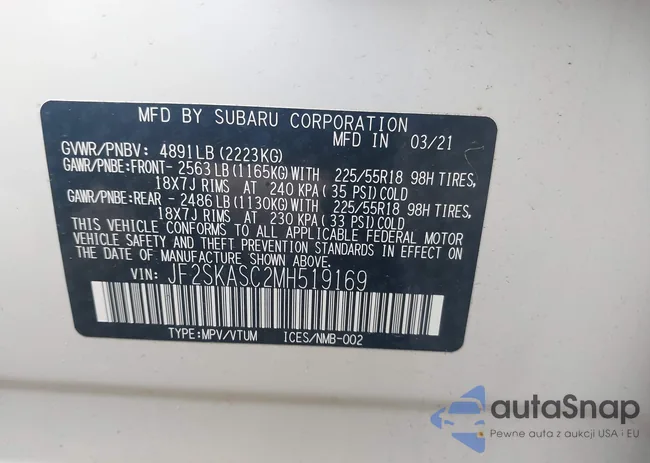 MFD BY SUBARU CORPORATION
MFD IN 03/21
GVWR/PNBV: 4891LB(2223KG)
GAWR/PNBE:FRONT- 2563LB(1165KG)WITH 225/55R18 98H TIRES,
18X7J RIMS AT 240 KPA(35 PSI)COLD
GAWR/PNBE:REAR - 2486LB(1130KG)WITH 225/55R18 98H TIRES,
18X7J RIMS AT 230 KPA(33 PSI)COLD
THIS VEHICLE CONFORMS TO ALL APPLICABLE FEDERAL MOTOR
VEHICLE SAFETY AND THEFT PREVENTION STANDARDS IN EFFECT ON
THE DATE OF MANUFACTURE SHOWN ABOVE.
VIN: JF2SKASC2MH519169
TYPE:MPV/VTUM ICES/NMB-002
autaSnap
Pewne auta z aukcji USA i EU